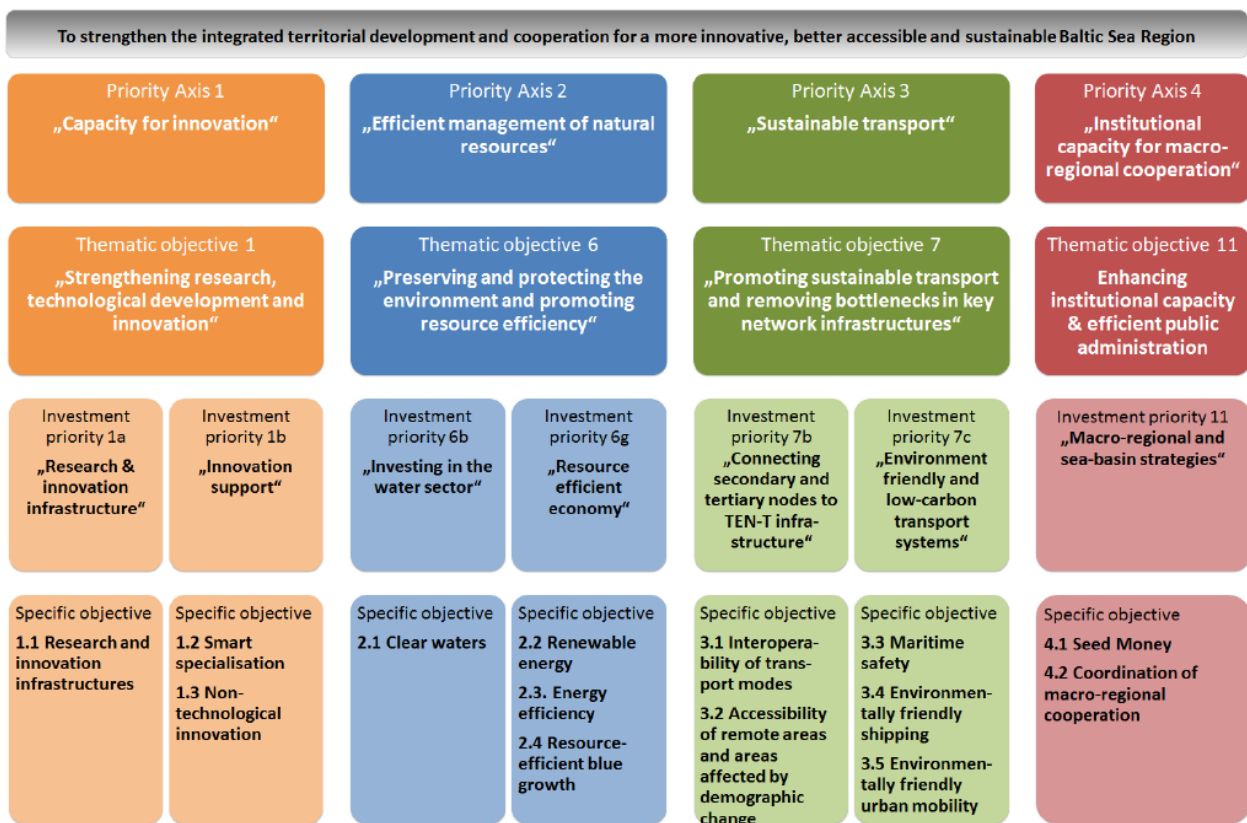 To strengthen the integrated territorial development and cooperation for a more innovative, better accessible and sustainable Baltic Sea Region
Priority Axis 1
„Capacity for innovation“
Priority Axis 2
„Efficient management of natural
resources“
Priority Axis 3
„Sustainable transport“
Priority Axis 4
„Institutional
capacity for macro-
regional cooperation“
Thematic objective 1
„Strengthening research,
technological development and
innovation“
Thematic objective 6
„Preserving and protecting the
environment and promoting
resource efficiency“
Thematic objective 7
„Promoting sustainable transport
and removing bottlenecks in key
network infrastructures“
Thematic objective 11
Enhancing
institutional capacity
& efficient public
administration
Investment
priority 1a
„Research &
innovation
infrastructure“
Investment
priority 1b
„Innovation
support“
Investment
priority 6b
„Investing in the
water sector“
Investment
priority 6g
„Resource
efficient
economy“
Investment
priority 7b
„Connecting
secondary and
tertiary nodes to
TEN-T infra-
structure“
Investment
priority 7c
„Environment
friendly and
low-carbon
transport
systems“
Investment priority 11
„Macro-regional and
sea-basin strategies“
Specific objective
1.1 Research and
innovation
infrastructures
Specific objective
1.2 Smart
specialisation
1.3 Non-
technological
innovation
Specific objective
2.1 Clear waters
Specific objective
2.2 Renewable
energy
2.3. Energy
efficiency
2.4 Resource-
efficient blue
growth
Specific objective
3.1 Interopera-
bility of trans-
port modes
3.2 Accessibility
of remote areas
and areas
affected by
demographic
change
Specific objective
3.3 Maritime
safety
3.4 Environmen-
tally friendly
shipping
3.5 Environmen-
tally friendly
urban mobility
Specific objective
4.1 Seed Money
4.2 Coordination of
macro-regional
cooperation